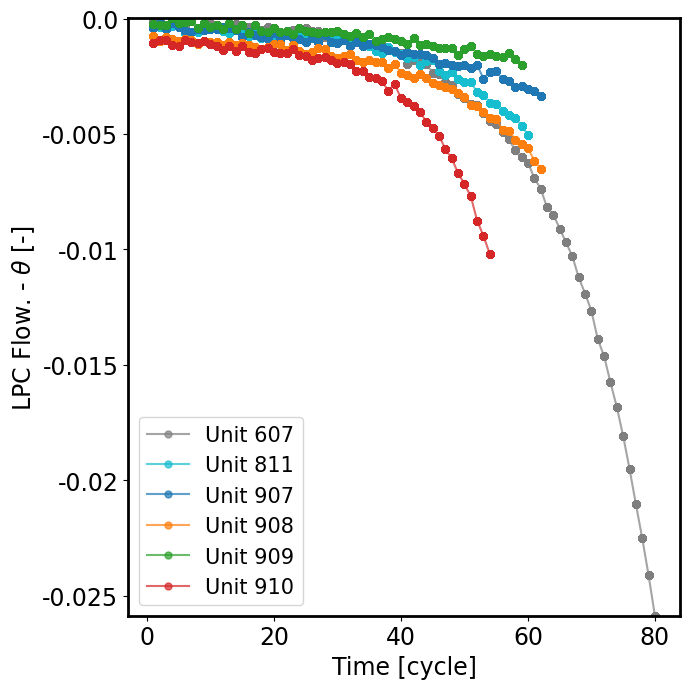 0.0
-0.005
-0.01
-0.015
-0.02
-0.025
LPC Flow. - θ [-]
Unit 607
Unit 811
Unit 907
Unit 908
Unit 909
Unit 910
0 20 40 60 80
Time [cycle]